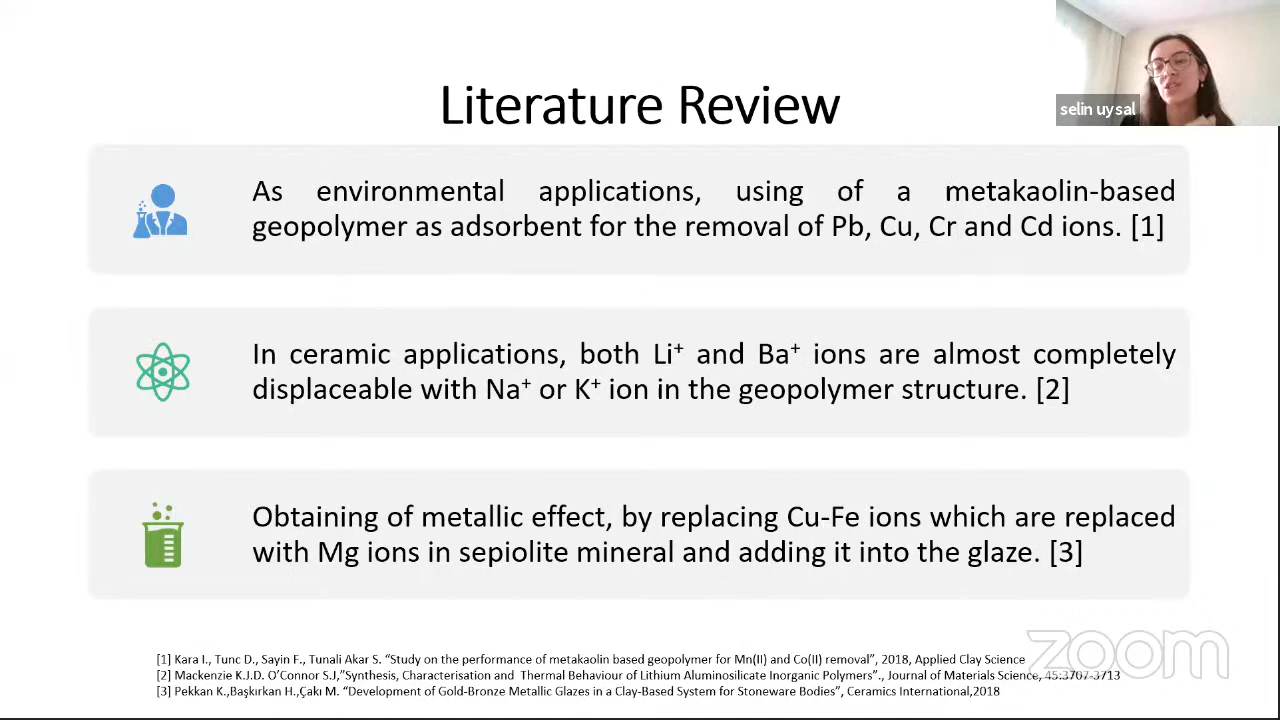 Literature Review
selin uysal
As environmental applications, using of a metakaolin-based
geopolymer as adsorbent for the removal of Pb, Cu, Cr and Cd ions. [1]
In ceramic applications, both Li⁺ and Ba⁺ ions are almost completely
displaceable with Na⁺ or K⁺ ion in the geopolymer structure. [2]
Obtaining of metallic effect, by replacing Cu-Fe ions which are replaced
with Mg ions in sepiolite mineral and adding it into the glaze. [3]
[1] Kara I., Tunc D., Sayin F., Tunali Akar S. “Study on the performance of metakaolin based geopolymer for Mn(II) and Co(II) removal”, 2018, Applied Clay Science
[2] Mackenzie K.J.D. O’Connor S.J,”Synthesis, Characterisation and Thermal Behaviour of Lithium Aluminosilicate Inorganic Polymers”., Journal of Materials Science, 45:3707-3713
[3] Pekkan K.,Başkırkan H.,Çakı M. “Development of Gold-Bronze Metallic Glazes in a Clay-Based System for Stoneware Bodies”, Ceramics International,2018
zoom